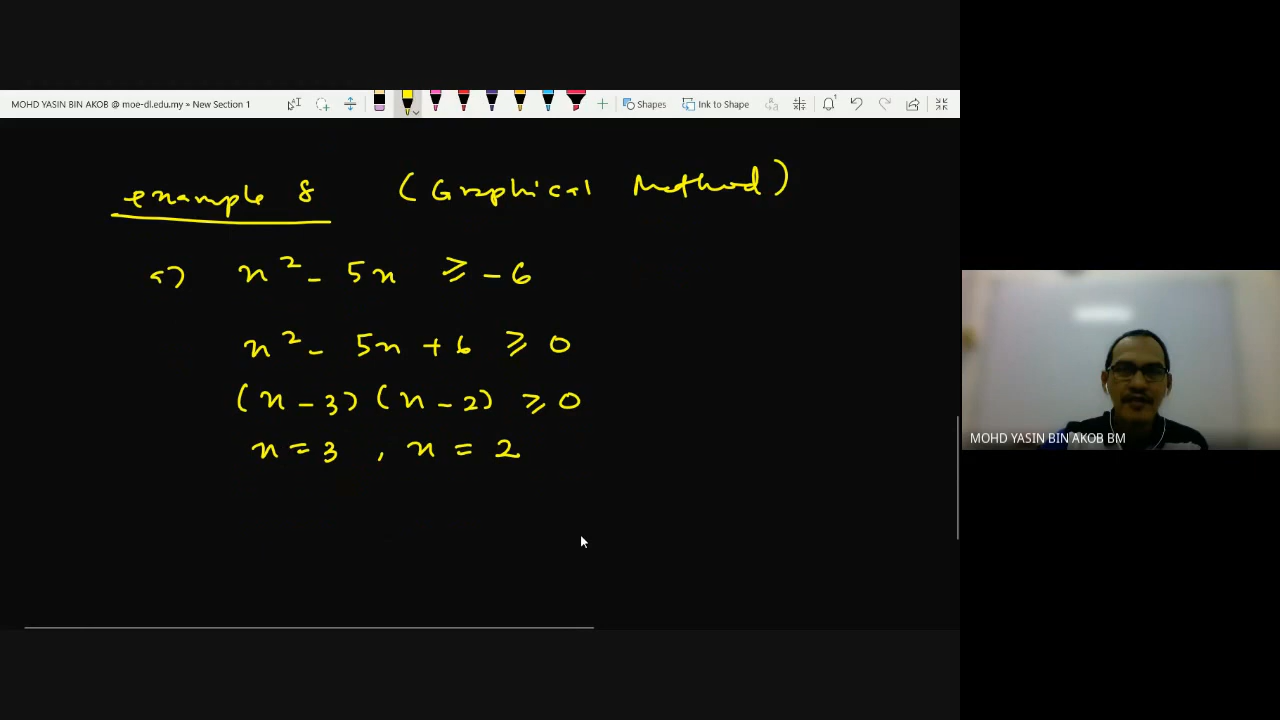 MOHD YASIN BIN AKOB @ moe-dl.edu.my » New Section 1
Shapes
Ink to Shape
example 8 (Graphical Method)
a) x² - 5x ≥ -6
x² - 5x + 6 ≥ 0
(x - 3) (x - 2) ≥ 0
x = 3 , x = 2
MOHD YASIN BIN AKOB BM